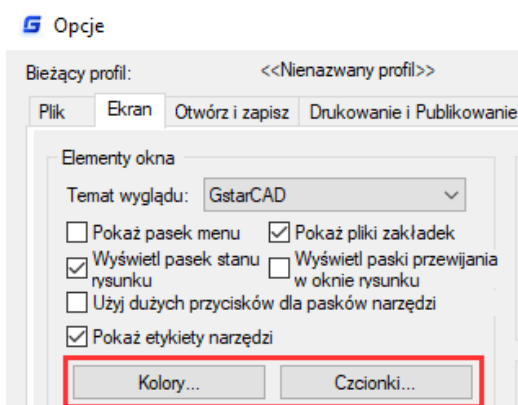 Opcje
Bieżący profil: <<Nienazwany profil>>
Plik Ekran Otwórz i zapisz Drukowanie i Publikowanie
Elementy okna
Temat wyglądu: GstarCAD
Pokaż pasek menu Pokaż pliki zakładek
Wyświetl pasek stanu Wyświetl paski przewijania
rysunku w oknie rysunku
Użyj dużych przycisków dla pasków narzędzi
Pokaż etykiety narzędzi
Kolory... Czcionki...